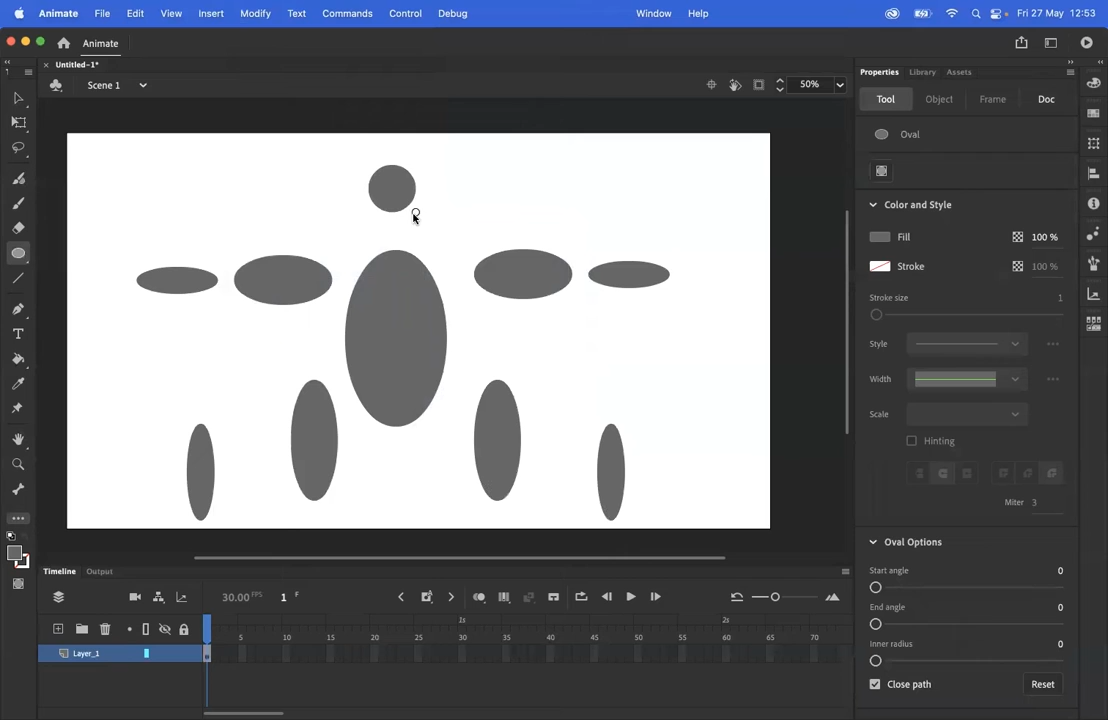 Animate File Edit View Insert Modify Text Commands Control Debug Window Help Fri 27 May 12:53
Animate
Untitled-1*
Scene 1 50%
Properties Library Assets
Tool Object Frame Doc
Oval
Color and Style
Fill 100 %
Stroke 100 %
Stroke size 1
Style
Width
Scale
Hinting
Miter 3
Oval Options
Start angle 0
End angle 0
Inner radius 0
Close path Reset
Timeline Output
30.00 FPS 1 F
1s 2s
5 10 15 20 25 30 35 40 45 50 55 60 65 70
Layer_1